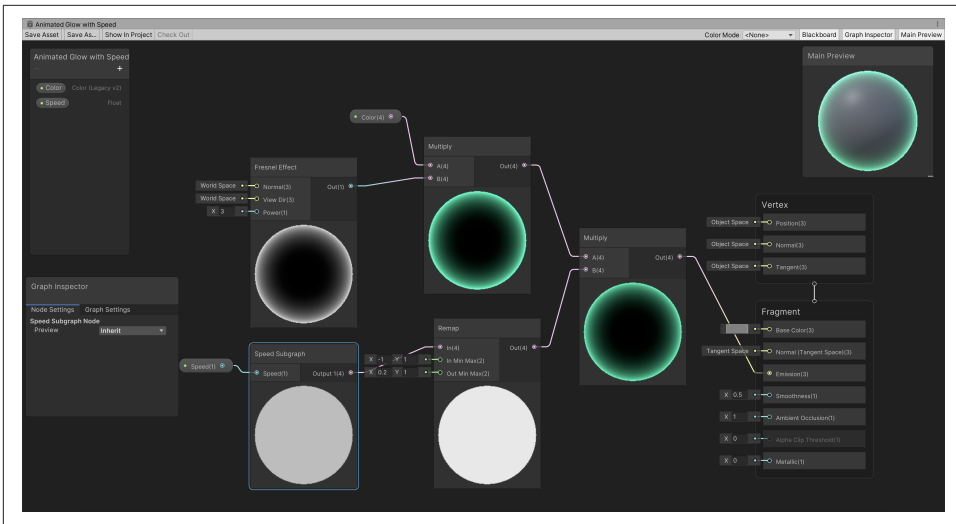 Animated Glow with Speed
Save Asset Save As... Show In Project Check Out Color Mode <None> Blackboard Graph Inspector Main Preview
Animated Glow with Speed
+
Color Color (Legacy v2)
Speed Float
Main Preview
Color(4)
Multiply
A(4) Out(4)
B(4)
Fresnel Effect
World Space Normal(3) Out(1)
World Space View Dir(3)
X 3 Power(1)
Multiply
A(4) Out(4)
B(4)
Vertex
Object Space Position(3)
Object Space Normal(3)
Object Space Tangent(3)
Graph Inspector
Node Settings Graph Settings
Speed Subgraph Node
Preview Inherit
Speed(1)
Speed Subgraph
Speed(1) Output 1(4)
Remap
In(4) Out(4)
X -1 Y 1 In Min Max(2)
X 0.2 Y 1 Out Min Max(2)
Fragment
Base Color(3)
Tangent Space Normal (Tangent Space)(3)
Emission(3)
X 0.5 Smoothness(1)
X 1 Ambient Occlusion(1)
X 0 Alpha Clip Threshold(1)
X 0 Metallic(1)